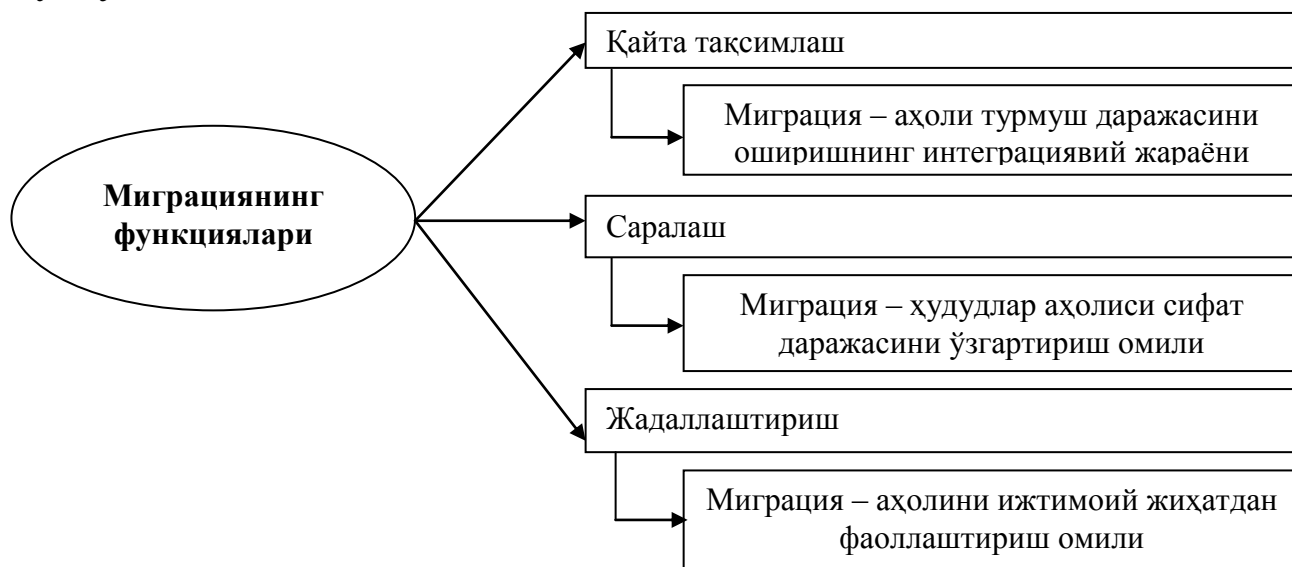 Миграциянинг
функциялари
Қайта тақсимлаш
Миграция – аҳоли турмуш даражасини
оширишнинг интеграциявий жараёни
Саралаш
Миграция – ҳудудлар аҳолиси сифат
даражасини ўзгартириш омили
Жадаллаштириш
Миграция – аҳолини ижтимоий жиҳатдан
фаоллаштириш омили